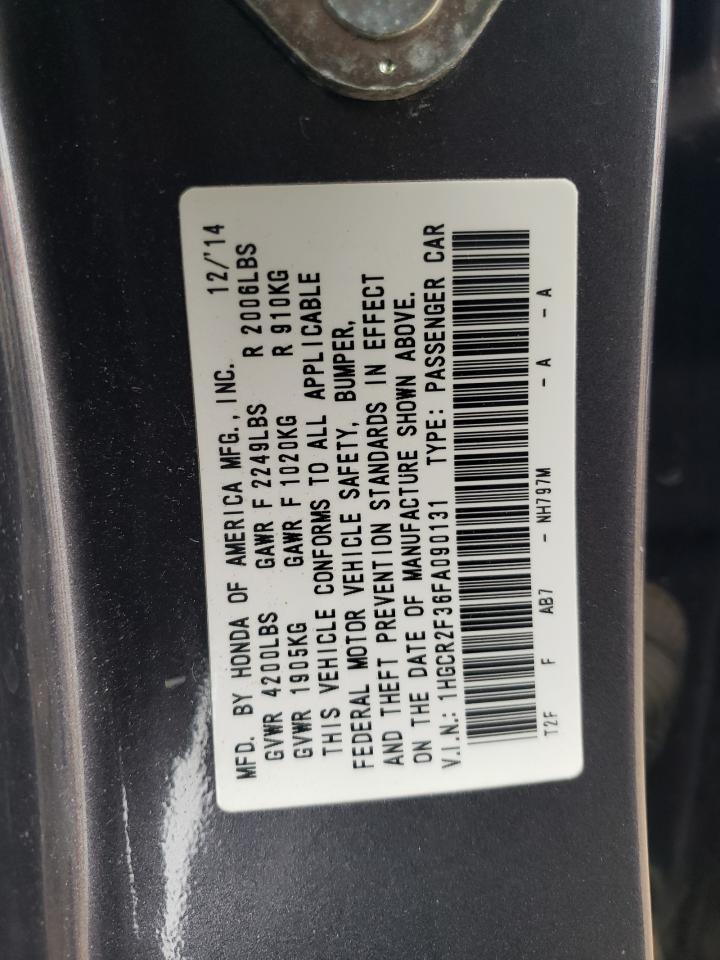 MFD. BY HONDA OF AMERICA MFG., INC. 12/'14
GVWR 4200LBS GAWR F 2249LBS R 2006LBS
GVWR 1905KG GAWR F 1020KG R 910KG
THIS VEHICLE CONFORMS TO ALL APPLICABLE
FEDERAL MOTOR VEHICLE SAFETY, BUMPER,
AND THEFT PREVENTION STANDARDS IN EFFECT
ON THE DATE OF MANUFACTURE SHOWN ABOVE.
V.I.N.: 1HGCR2F36FA090131 TYPE: PASSENGER CAR
T2F F AB7 - NH797M - A - A